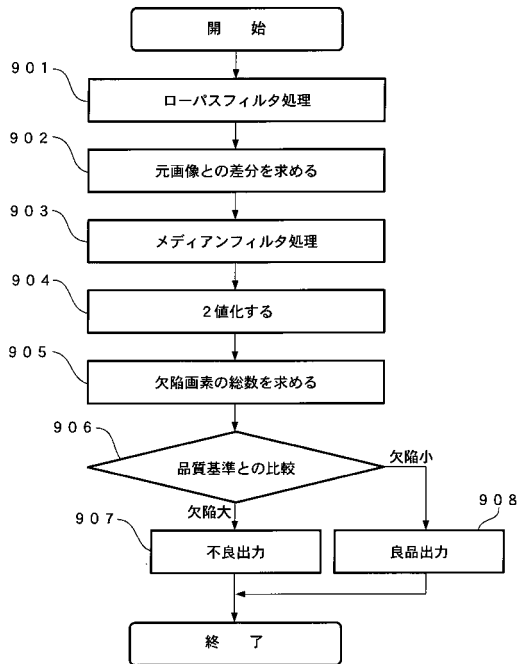 開 始
901
ローパスフィルタ処理
902
元画像との差分を求める
903
メディアンフィルタ処理
904
2値化する
905
欠陥画素の総数を求める
906
品質基準との比較
欠陥小
欠陥大
907
不良出力
908
良品出力
終 了